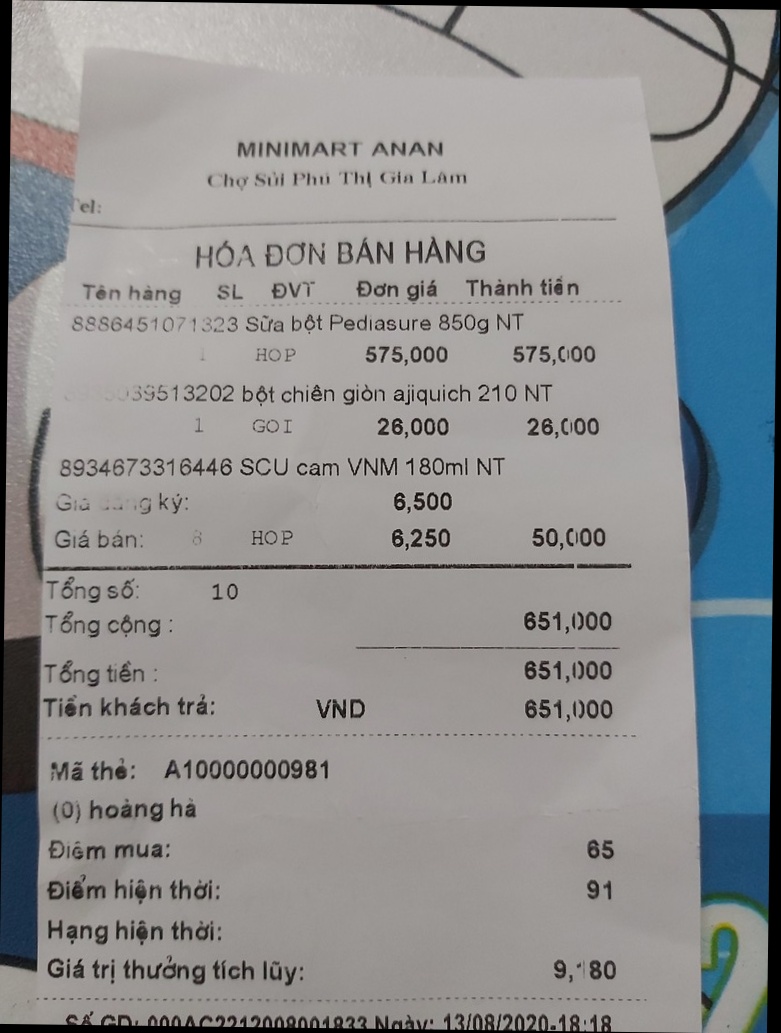 MINIMART ANAN
Chợ Sủi Phú Thị Gia Lâm
Tel:
HÓA ĐƠN BÁN HÀNG
Tên hàng SL ĐVT Đơn giá Thành tiền
8886451071323 Sữa bột Pediasure 850g NT
1 HOP 575,000 575,000
bột chiên giòn ajiquich 210 NT
1 GOI 26,000 26,000
8934673316446 SCU cam VNM 180ml NT
Giá đăng ký: 6,500
Giá bán: 8 HOP 6,250 50,000
Tổng số: 10
Tổng cộng : 651,000
Tổng tiền : 651,000
Tiền khách trả: VND 651,000
Mã thẻ: A10000000981
(0) hoàng hà
Điểm mua: 65
Điểm hiện thời: 91
Hạng hiện thời:
Giá trị thưởng tích lũy: 9,180
Số GD: 000AC2212008001833 Ngày: 13/08/2020-18:18